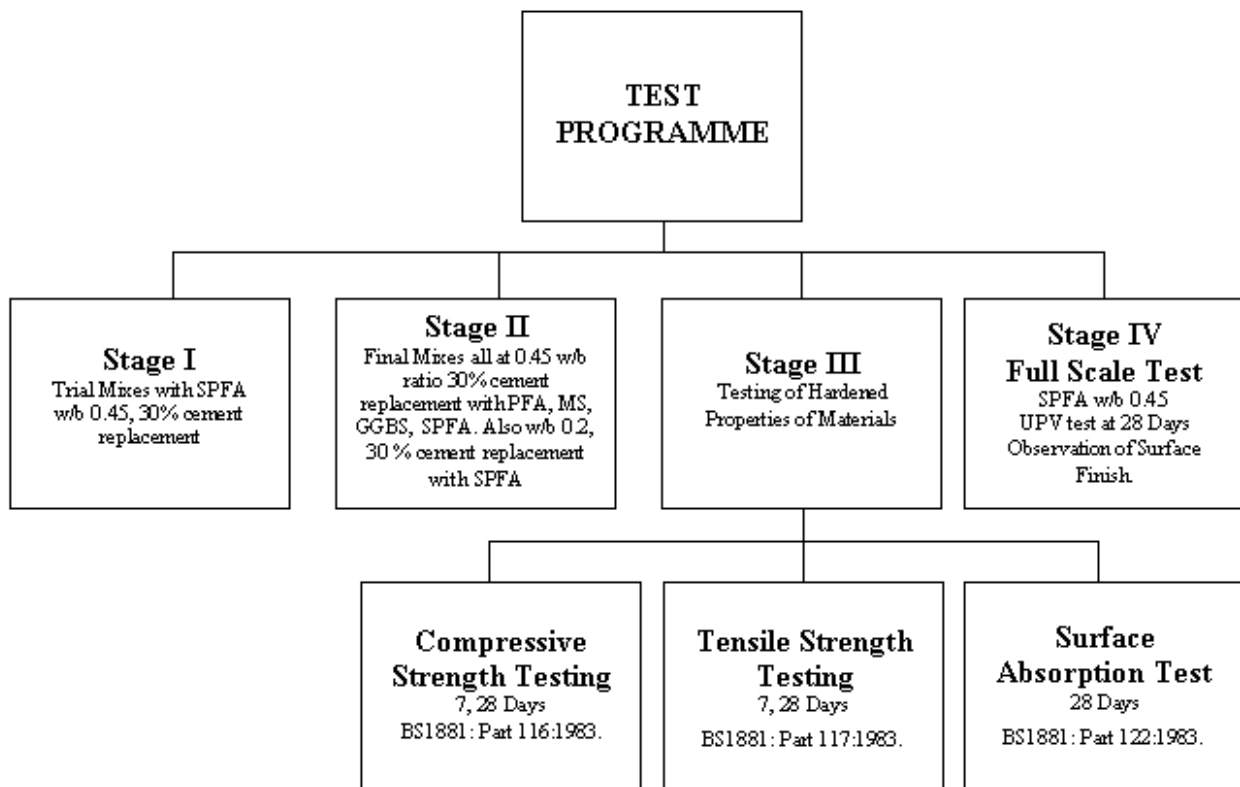 TEST
PROGRAMME
Stage I
Trial Mixes with SPFA
w/b 0.45, 30% cement
replacement
Stage II
Final Mixes all at 0.45 w/b
ratio 30% cement
replacement with PFA, MS,
GGBS, SPFA. Also w/b 0.2,
30 % cement replacement
with SPFA
Stage III
Testing of Hardened
Properties of Materials
Stage IV
Full Scale Test
SPFA w/b 0.45
UPV test at 28 Days
Observation of Surface
Finish.
Compressive
Strength Testing
7, 28 Days
BS1881: Part 116:1983.
Tensile Strength
Testing
7, 28 Days
BS1881: Part 117:1983.
Surface
Absorption Test
28 Days
BS1881: Part 122:1983.